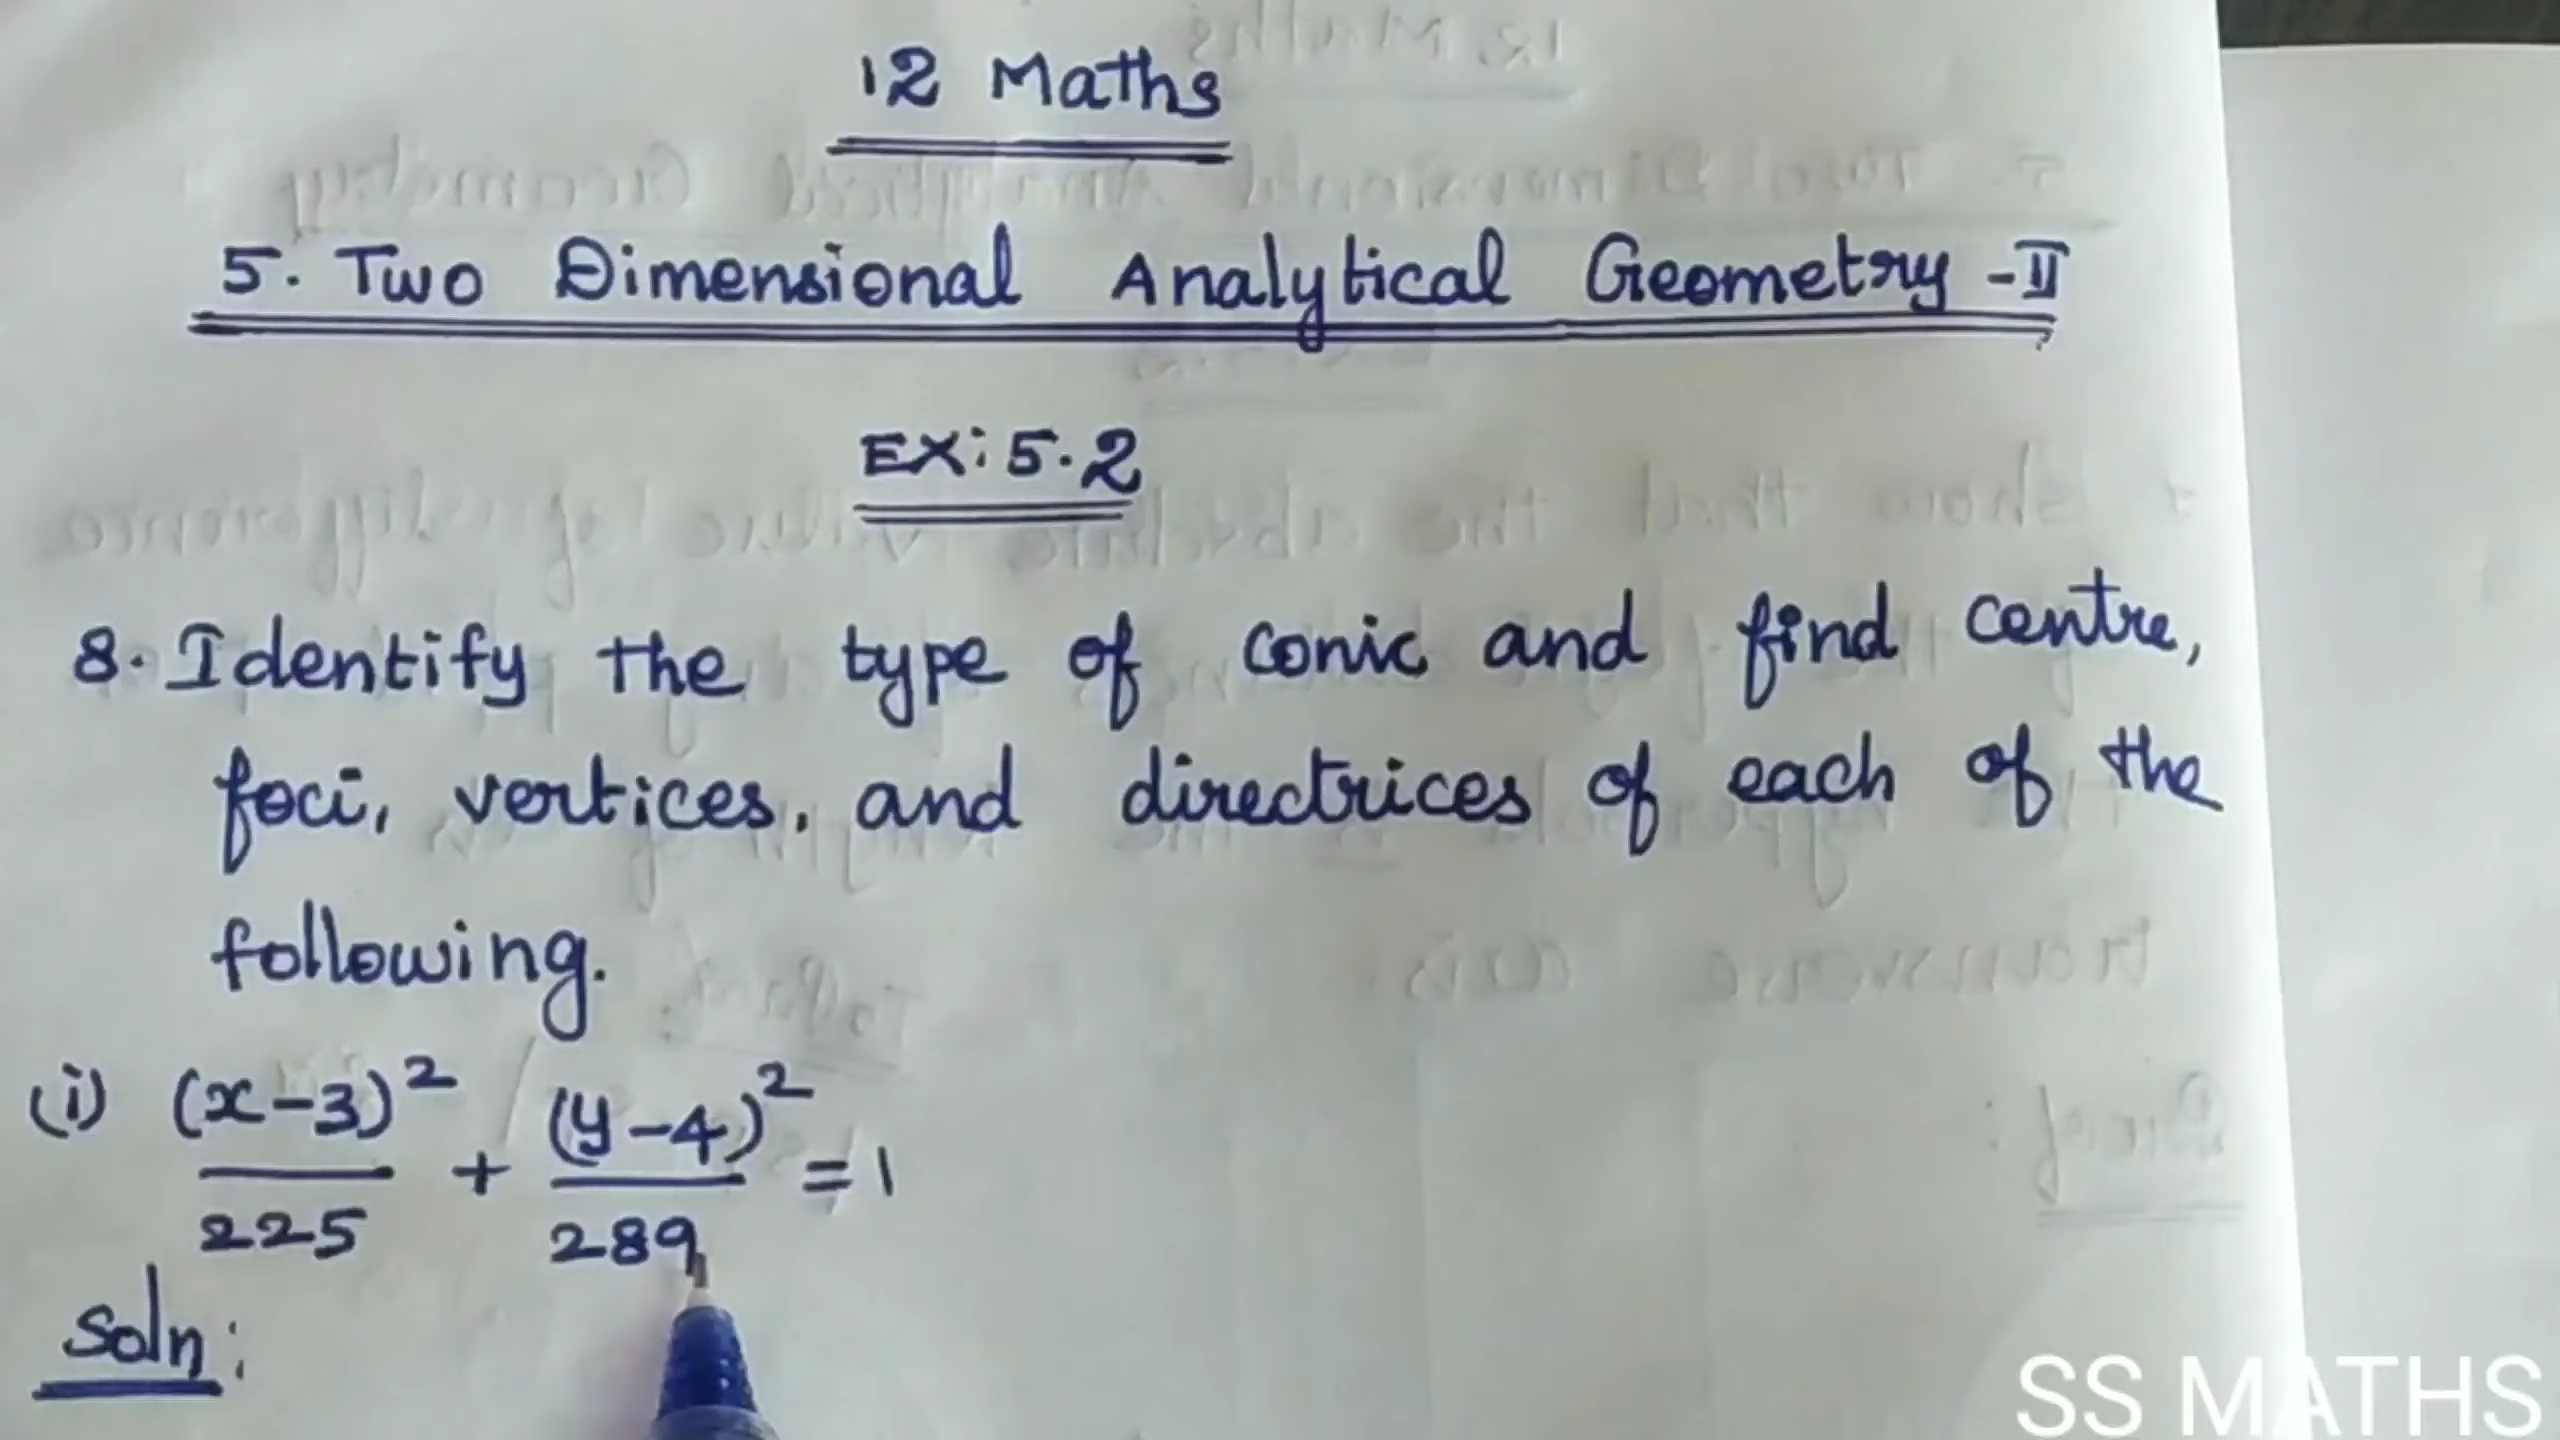 12 Maths
5. Two Dimensional Analytical Geometry - II
EX: 5.2
8. Identify the type of conic and find centre,
foci, vertices, and directrices of each of the
following.
(i) (x-3)²/225 + (y-4)²/289 = 1
Soln:
SS MATHS